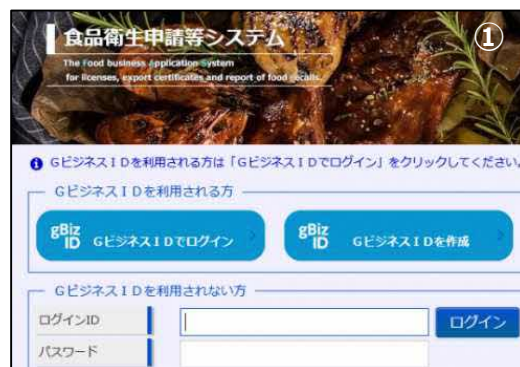 食品衛生申請等システム
①
The Food business Application System
for licenses, export certificates and report of food recalls
GビジネスIDを利用される方は「GビジネスIDでログイン」をクリックしてください。
GビジネスIDを利用される方
gBiz ID GビジネスIDでログイン
gBiz ID GビジネスIDを作成
GビジネスIDを利用されない方
ログインID
ログイン
パスワード